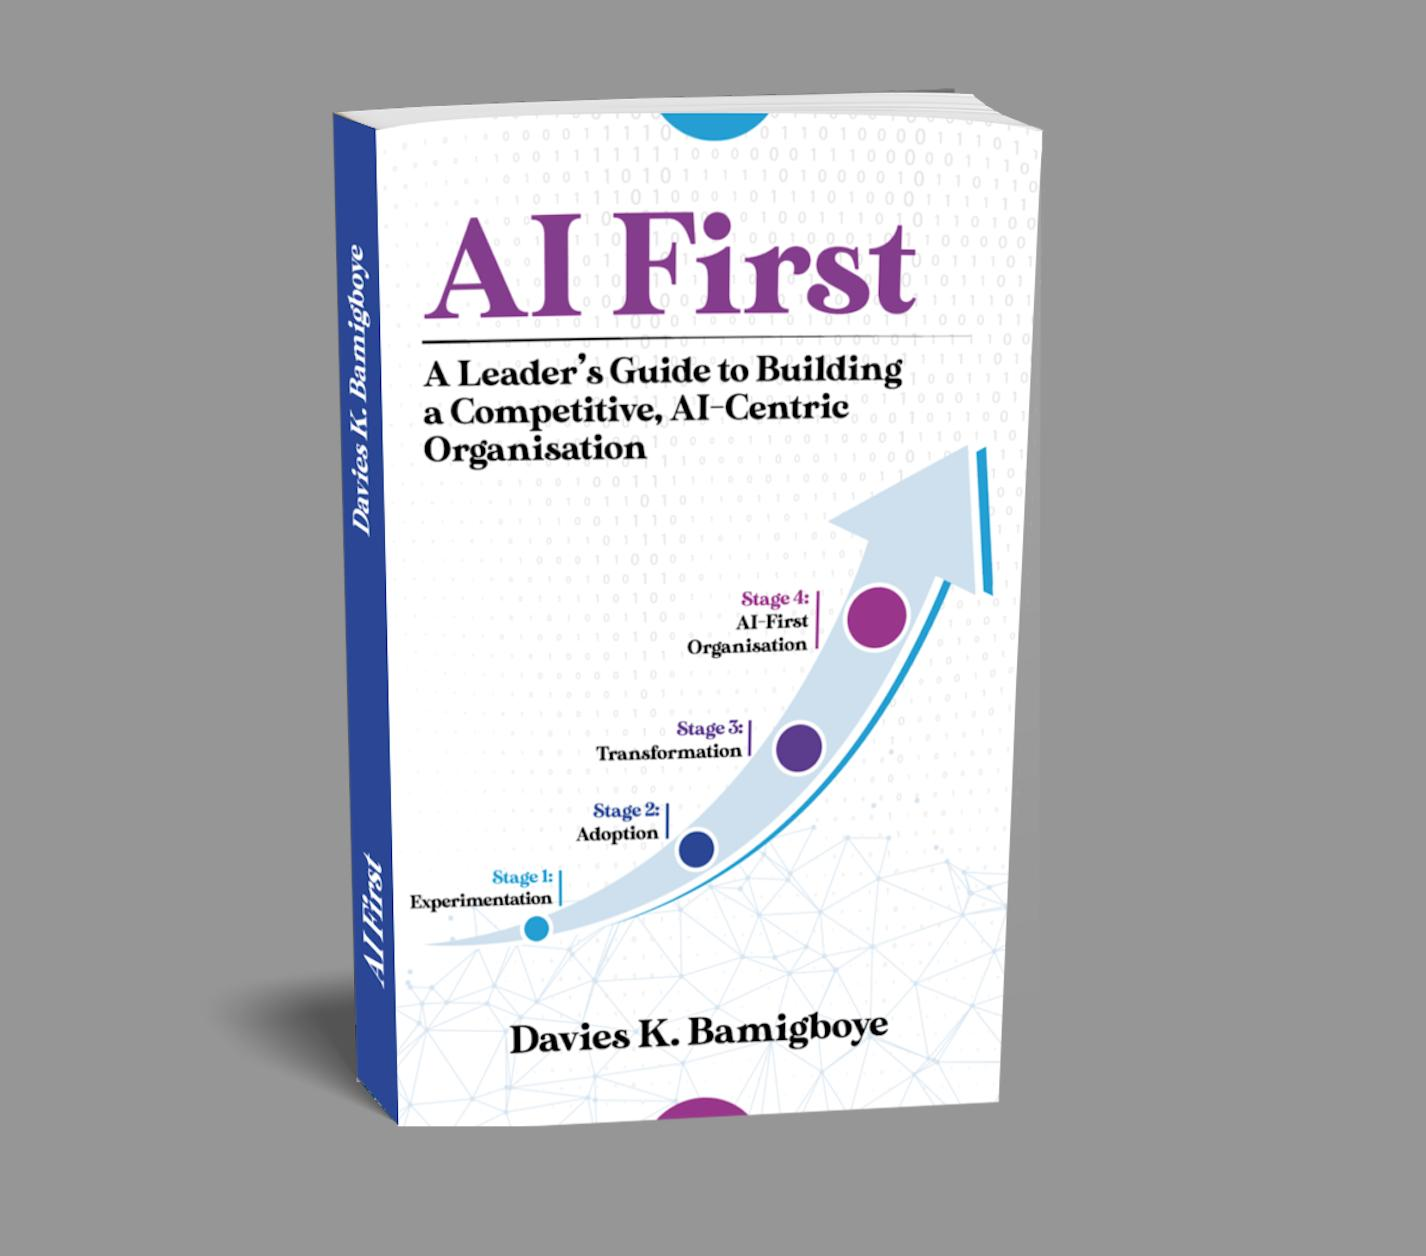 AI First
A Leader's Guide to Building
a Competitive, AI-Centric
Organisation
Stage 4:
AI-First
Organisation
Stage 3:
Transformation
Stage 2:
Adoption
Stage 1:
Experimentation
Davies K. Bamigboye
Davies K. Bamigboye
AI First